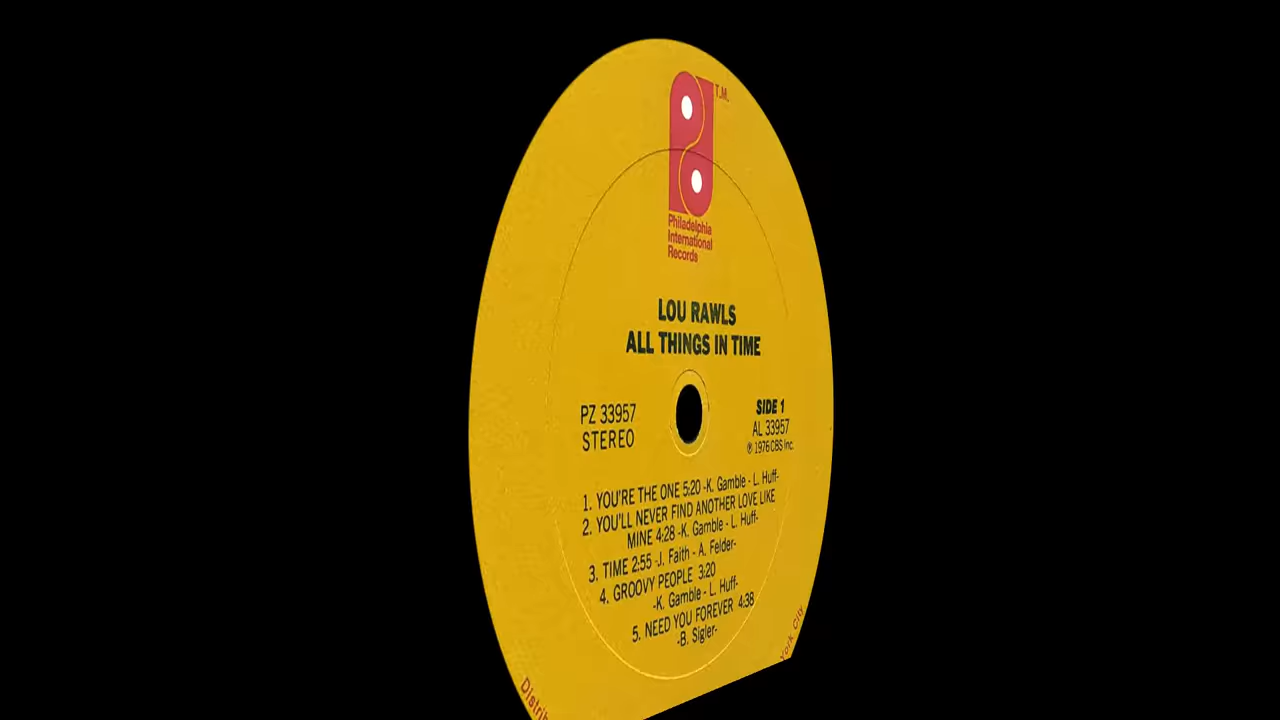 T.M.
Philadelphia
International
Records
LOU RAWLS
ALL THINGS IN TIME
PZ 33957
STEREO
SIDE 1
AL 33957
℗ 1976 CBS Inc.
1. YOU'RE THE ONE 5:20 -K. Gamble - L. Huff-
2. YOU'LL NEVER FIND ANOTHER LOVE LIKE
MINE 4:28 -K. Gamble - L. Huff-
3. TIME 2:55 -J. Faith - A. Felder-
4. GROOVY PEOPLE 3:20
-K. Gamble - L. Huff-
5. NEED YOU FOREVER 4:38
-B. Sigler-
Distrib
York City